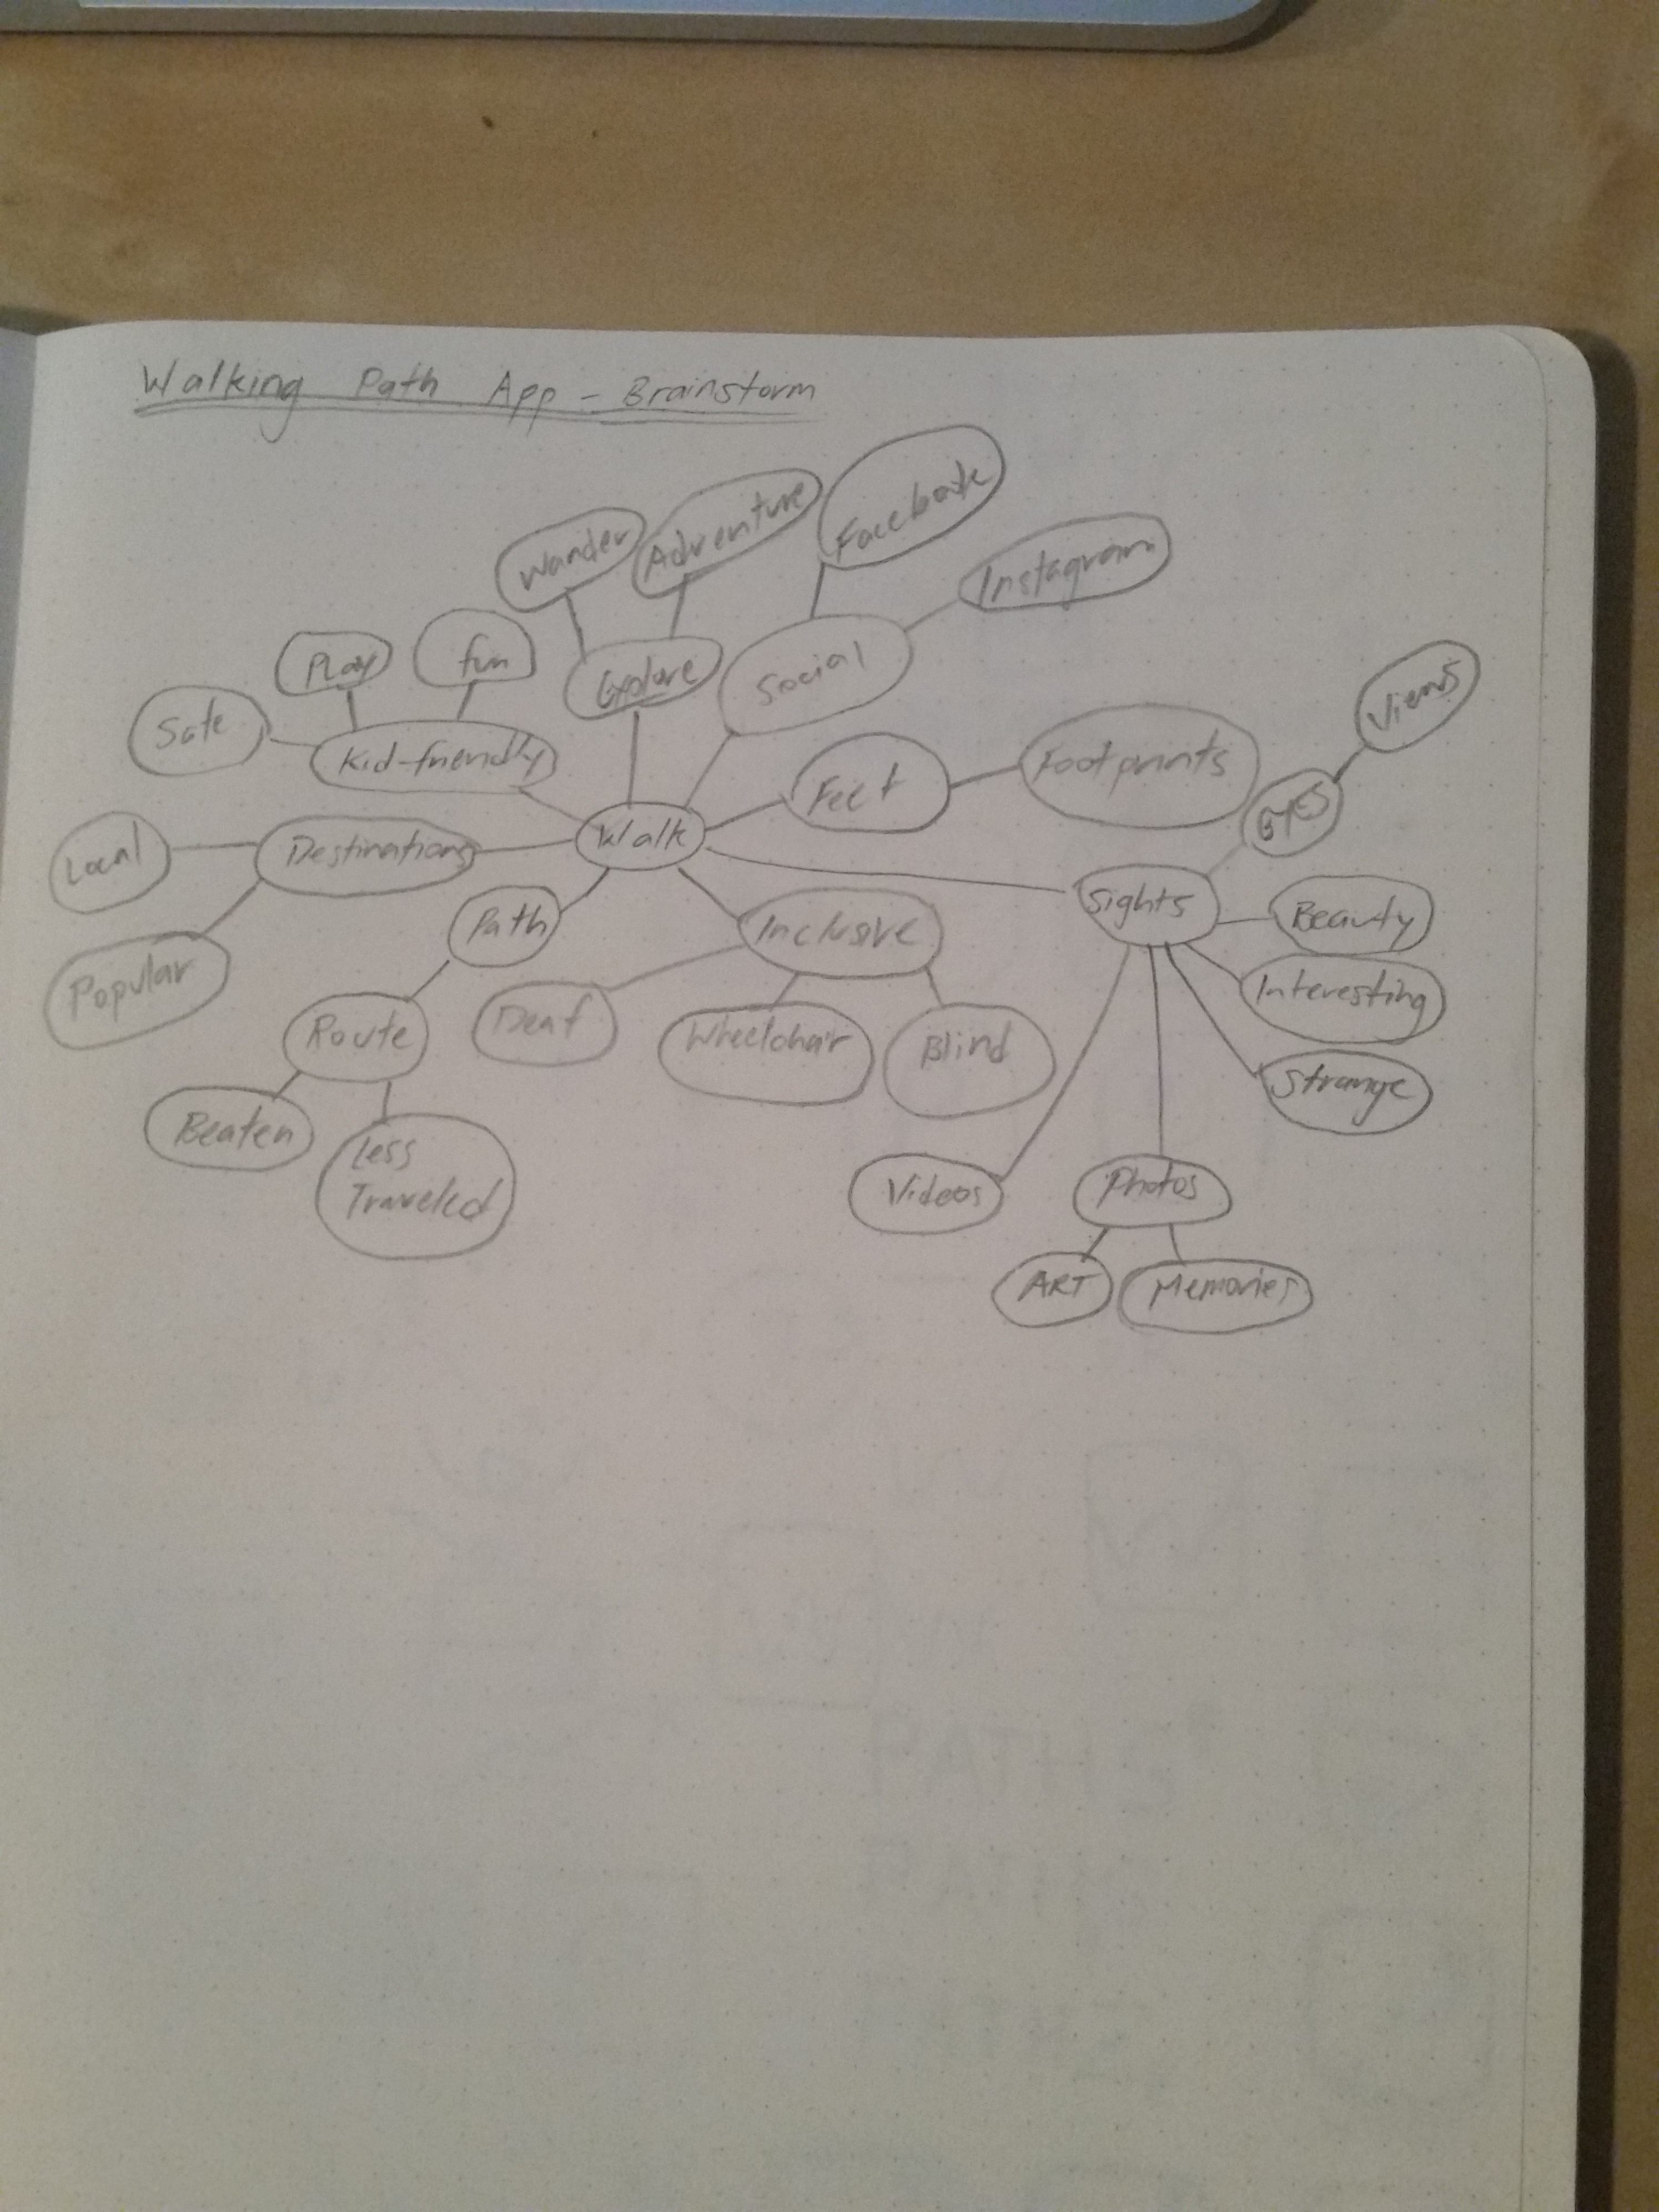 Walking Path App - Brainstorm
Facebook
Adventure
Wander
Instagram
Play
fun
Explore
Social
Views
Safe
Kid-friendly
Feet
Footprints
Eyes
Local
Destinations
Walk
Sights
Beauty
Path
Inclusive
Popular
Interesting
Route
Deaf
Wheelchair
Blind
Strange
Beaten
Less
Traveled
Videos
Photos
ART
Memories
PATH
PATH